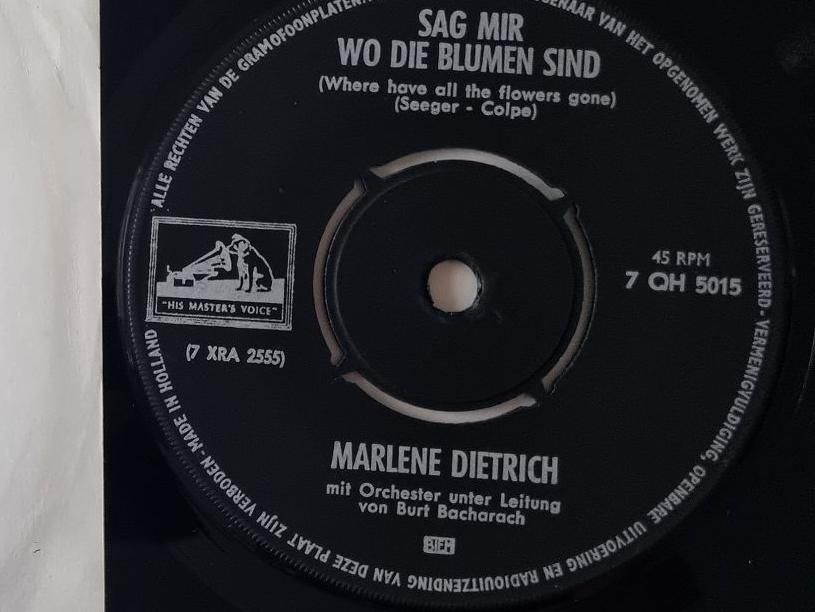 SAG MIR
WO DIE BLUMEN SIND
(Where have all the flowers gone)
(Seeger - Colpe)
"HIS MASTER'S VOICE"
(7 XRA 2555)
45 RPM
7 QH 5015
MARLENE DIETRICH
mit Orchester unter Leitung
von Burt Bacharach
BIEM
ALLE RECHTEN VAN DE GRAMOFOONPLATEN
VAN HET OPGENOMEN WERK ZIJN GERESERVEERD - VERMENIGVULDIGING, OPENBARE UITVOERING EN RADIOUITZENDING VAN DEZE PLAAT ZIJN VERBODEN - MADE IN HOLLAND